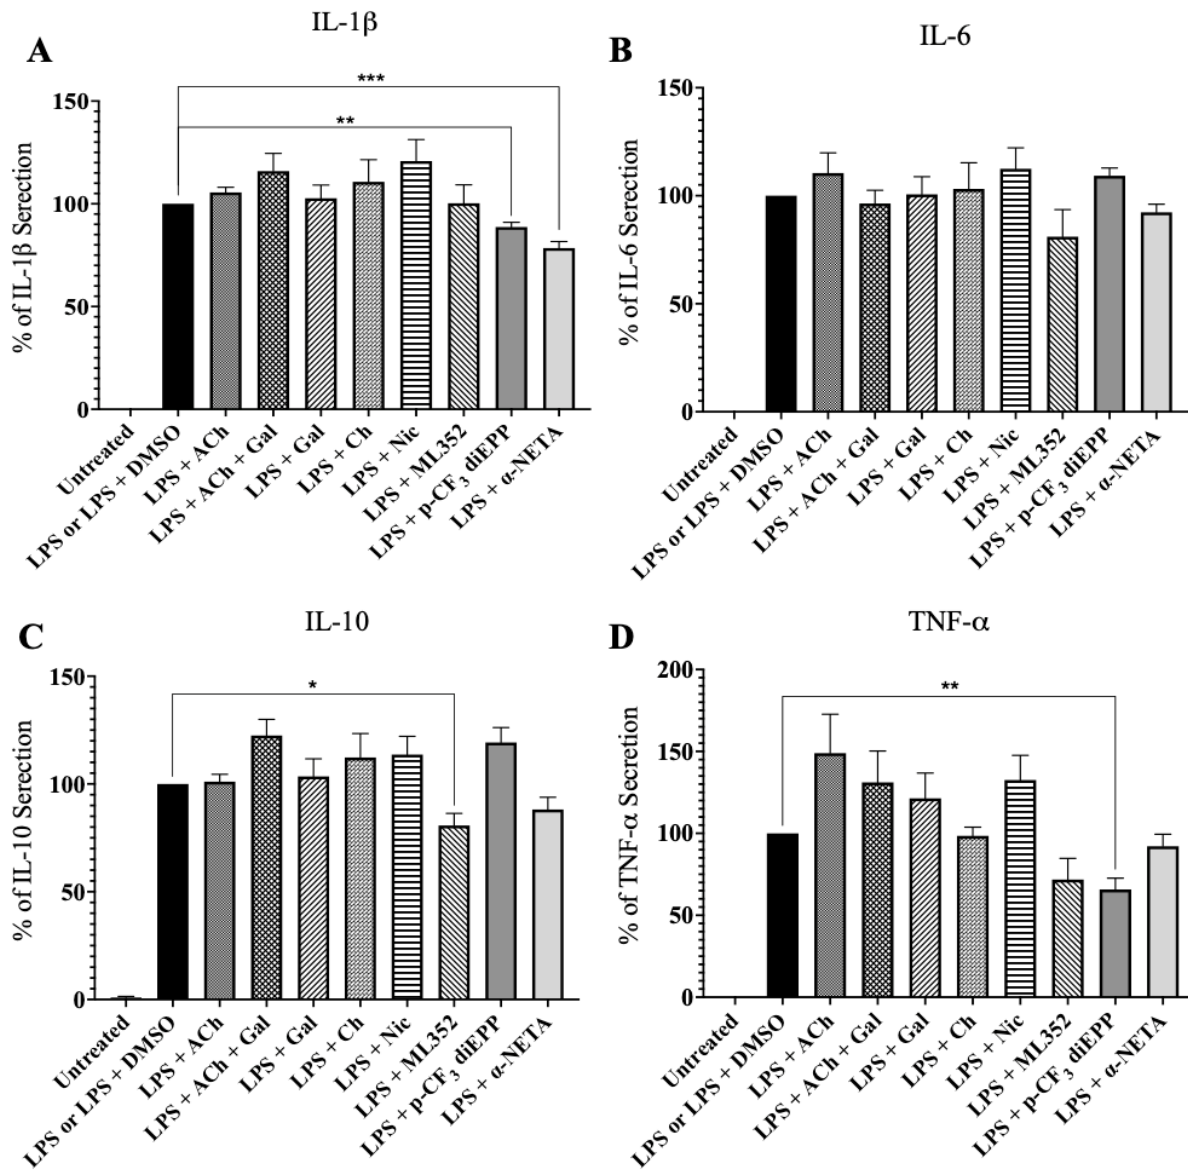 A
IL-1β
***
**
% of IL-1β Serection
150
100
50
0
Untreated
LPS or LPS + DMSO
LPS + ACh
LPS + ACh + Gal
LPS + Gal
LPS + Ch
LPS + Nic
LPS + ML352
LPS + p-CF₃ diEPP
LPS + α-NETA
B
IL-6
% of IL-6 Serection
150
100
50
0
Untreated
LPS or LPS + DMSO
LPS + ACh
LPS + ACh + Gal
LPS + Gal
LPS + Ch
LPS + Nic
LPS + ML352
LPS + p-CF₃ diEPP
LPS + α-NETA
C
IL-10
*
% of IL-10 Serection
150
100
50
0
Untreated
LPS or LPS + DMSO
LPS + ACh
LPS + ACh + Gal
LPS + Gal
LPS + Ch
LPS + Nic
LPS + ML352
LPS + p-CF₃ diEPP
LPS + α-NETA
D
TNF-α
**
% of TNF-α Secretion
200
150
100
50
0
Untreated
LPS or LPS + DMSO
LPS + ACh
LPS + ACh + Gal
LPS + Gal
LPS + Ch
LPS + Nic
LPS + ML352
LPS + p-CF₃ diEPP
LPS + α-NETA